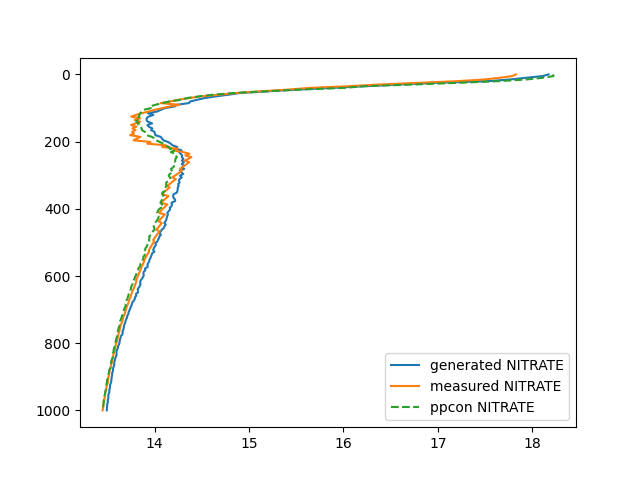 0
200
400
600
800
1000
14 15 16 17 18
generated NITRATE
measured NITRATE
ppcon NITRATE